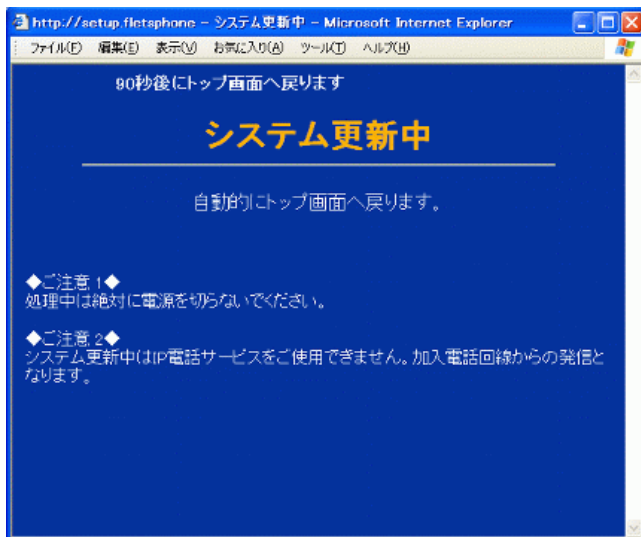 http://setup.fletsphone - システム更新中 - Microsoft Internet Explorer
ファイル(F) 編集(E) 表示(V) お気に入り(A) ツール(T) ヘルプ(H)
90秒後にトップ画面へ戻ります
システム更新中
自動的にトップ画面へ戻ります。
◆ご注意 1◆
処理中は絶対に電源を切らないでください。
◆ご注意 2◆
システム更新中はIP電話サービスをご使用できません。加入電話回線からの発信と
なります。